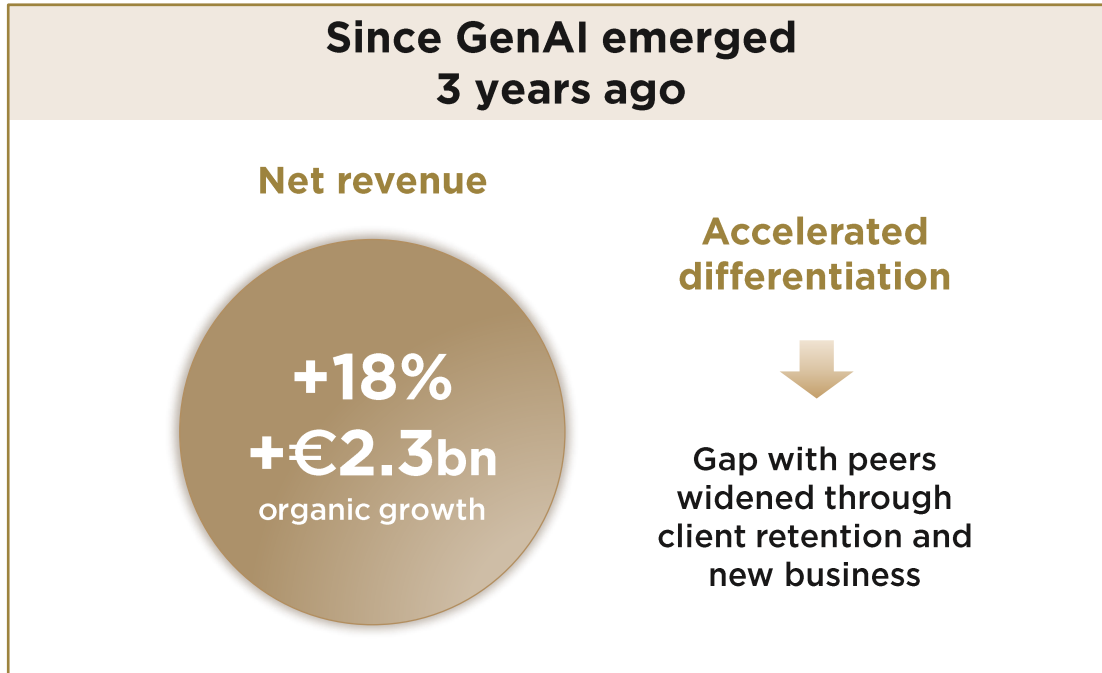 Since GenAI emerged
3 years ago
Net revenue
+18%
+€2.3bn
organic growth
Accelerated
differentiation
Gap with peers
widened through
client retention and
new business